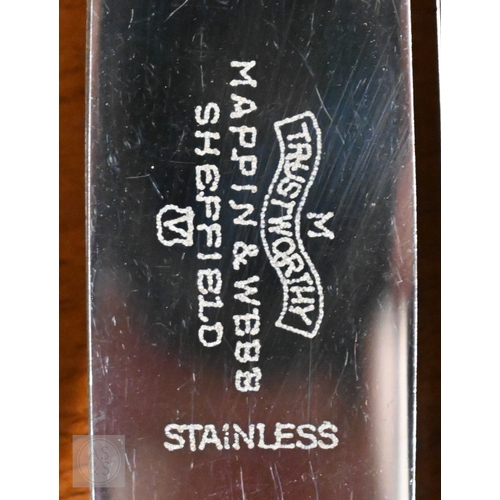 M
TRUSTWORTHY
MAPPIN & WEBB
SHEFFIELD
STAINLESS